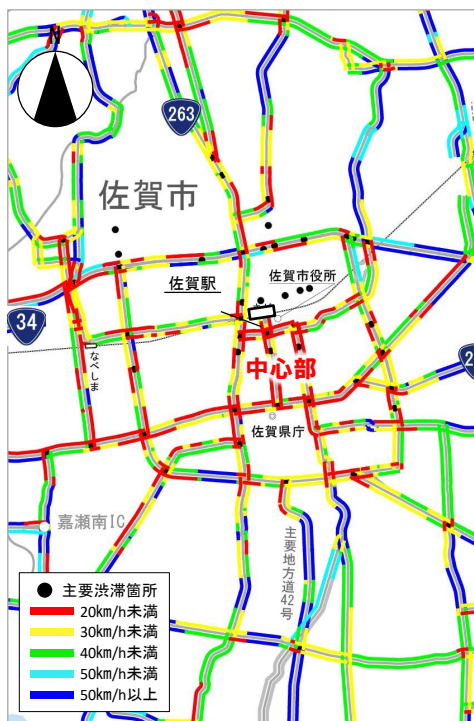 N
263
佐賀市
佐賀駅
佐賀市役所
34
なべしま
中心部
2
佐賀県庁
嘉瀬南IC
主要地方道42号
主要渋滞箇所
20km/h未満
30km/h未満
40km/h未満
50km/h未満
50km/h以上